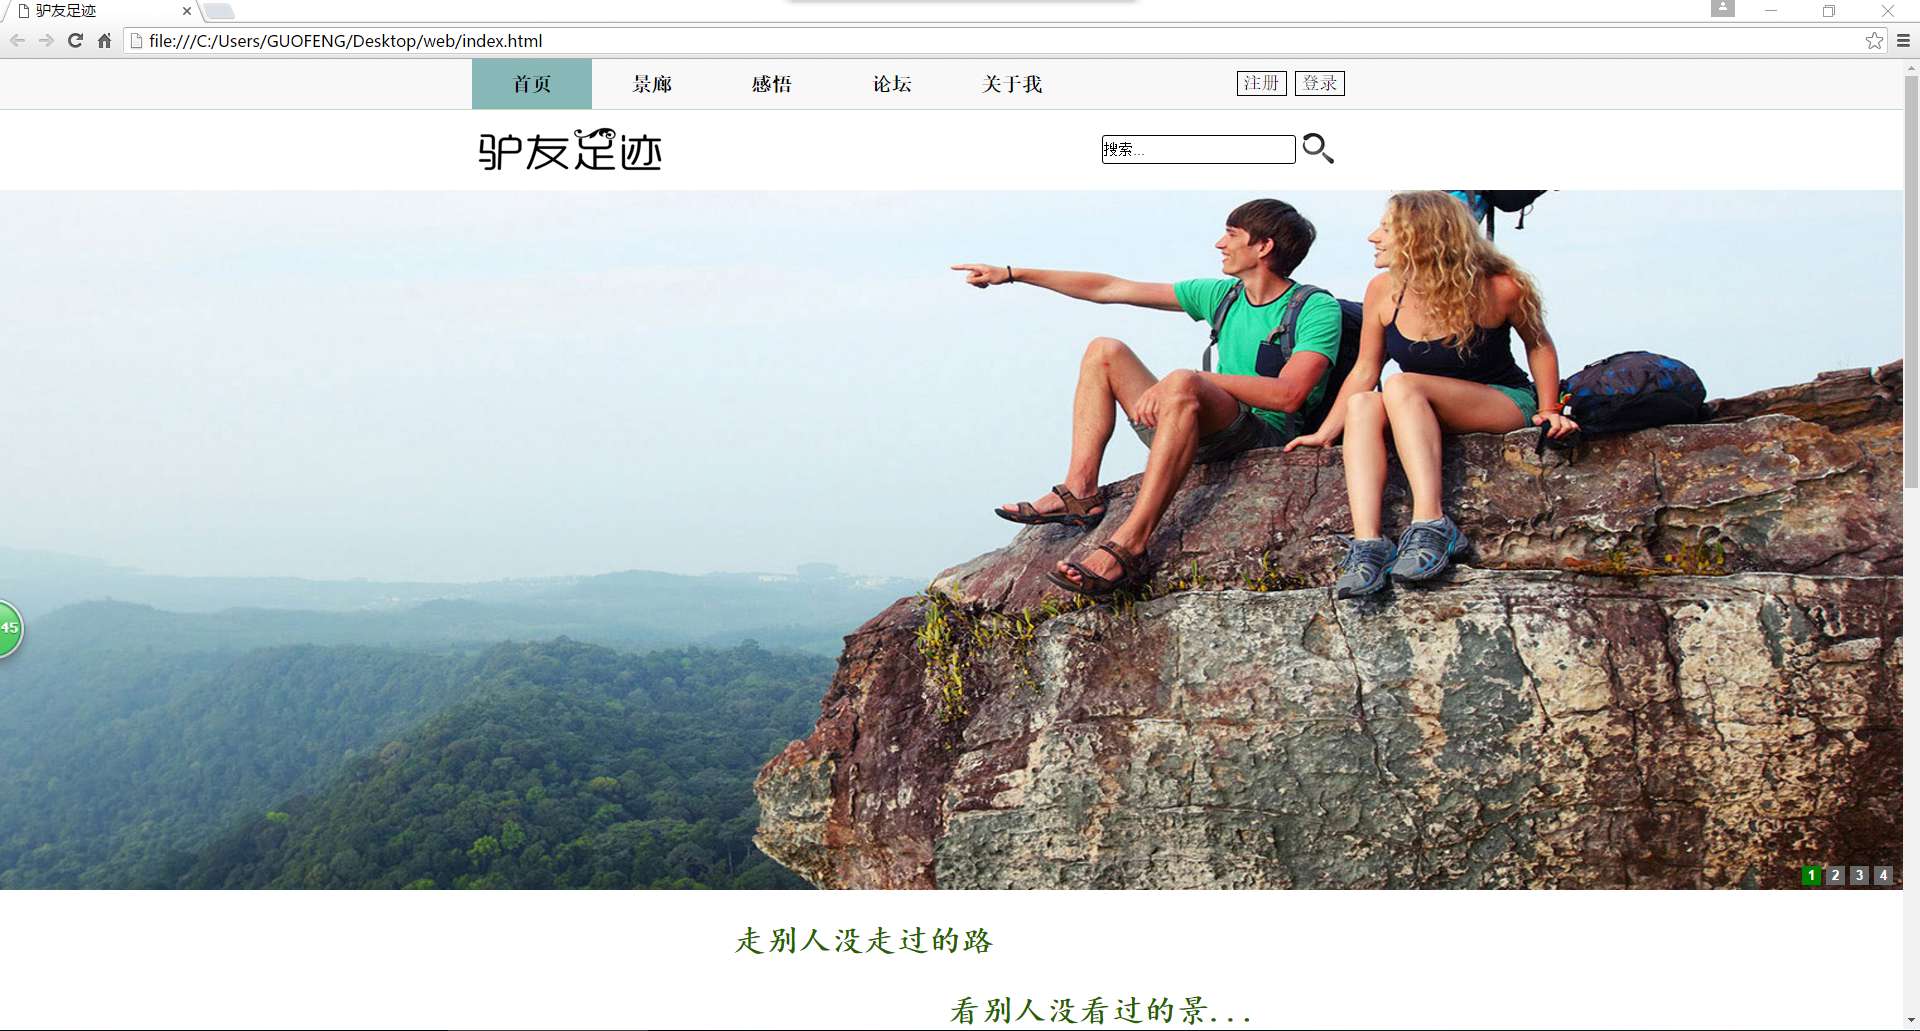 驴友足迹
file:///C:/Users/GUOFENG/Desktop/web/index.html
首页 景廊 感悟 论坛 关于我 注册 登录
驴友足迹
搜索...
45
1 2 3 4
走别人没走过的路
看别人没看过的景...